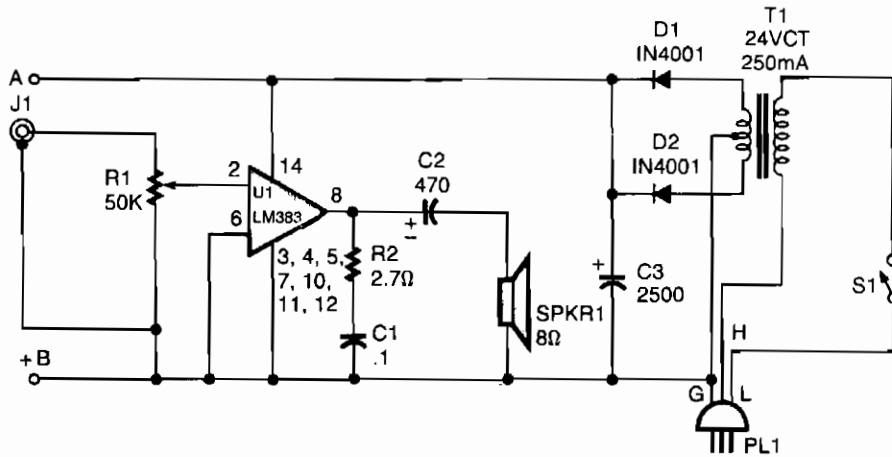 T1
24VCT
250mA
D1
IN4001
A
J1
D2
IN4001
R1
50K
2
14
U1
LM383
6
8
C2
470
+
−
3, 4, 5,
7, 10,
11, 12
R2
2.7Ω
C1
.1
SPKR1
8Ω
+
C3
2500
S1
H
+B
G
L
PL1